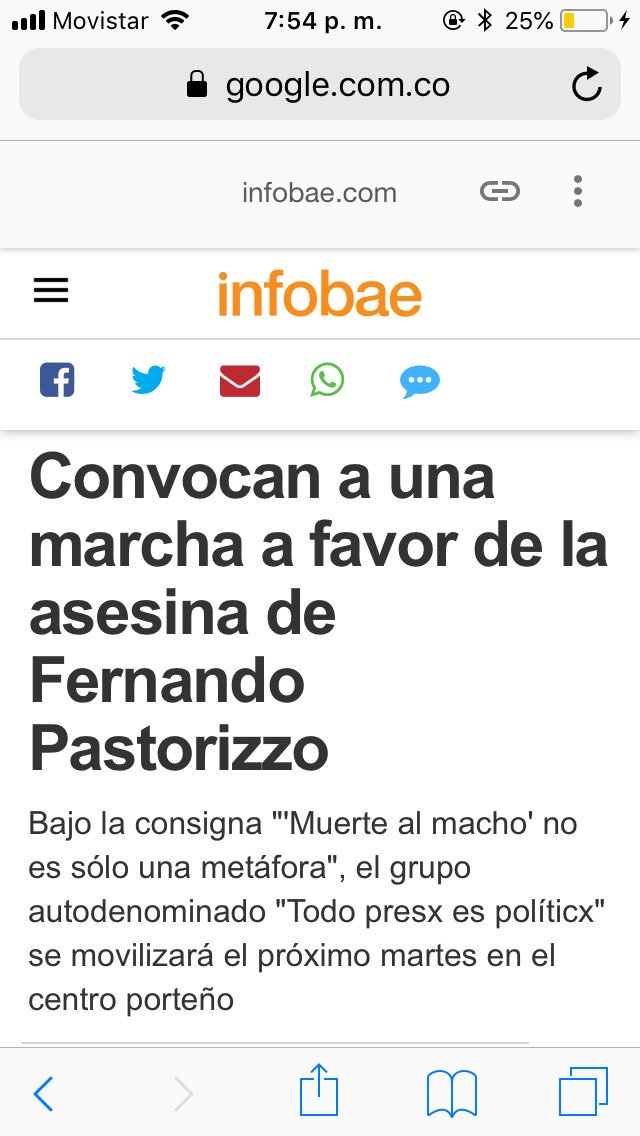 Movistar 7:54 p. m. 25%
google.com.co
infobae.com
infobae
Convocan a una
marcha a favor de la
asesina de
Fernando
Pastorizzo
Bajo la consigna "'Muerte al macho' no
es sólo una metáfora", el grupo
autodenominado "Todo presx es políticx"
se movilizará el próximo martes en el
centro porteño